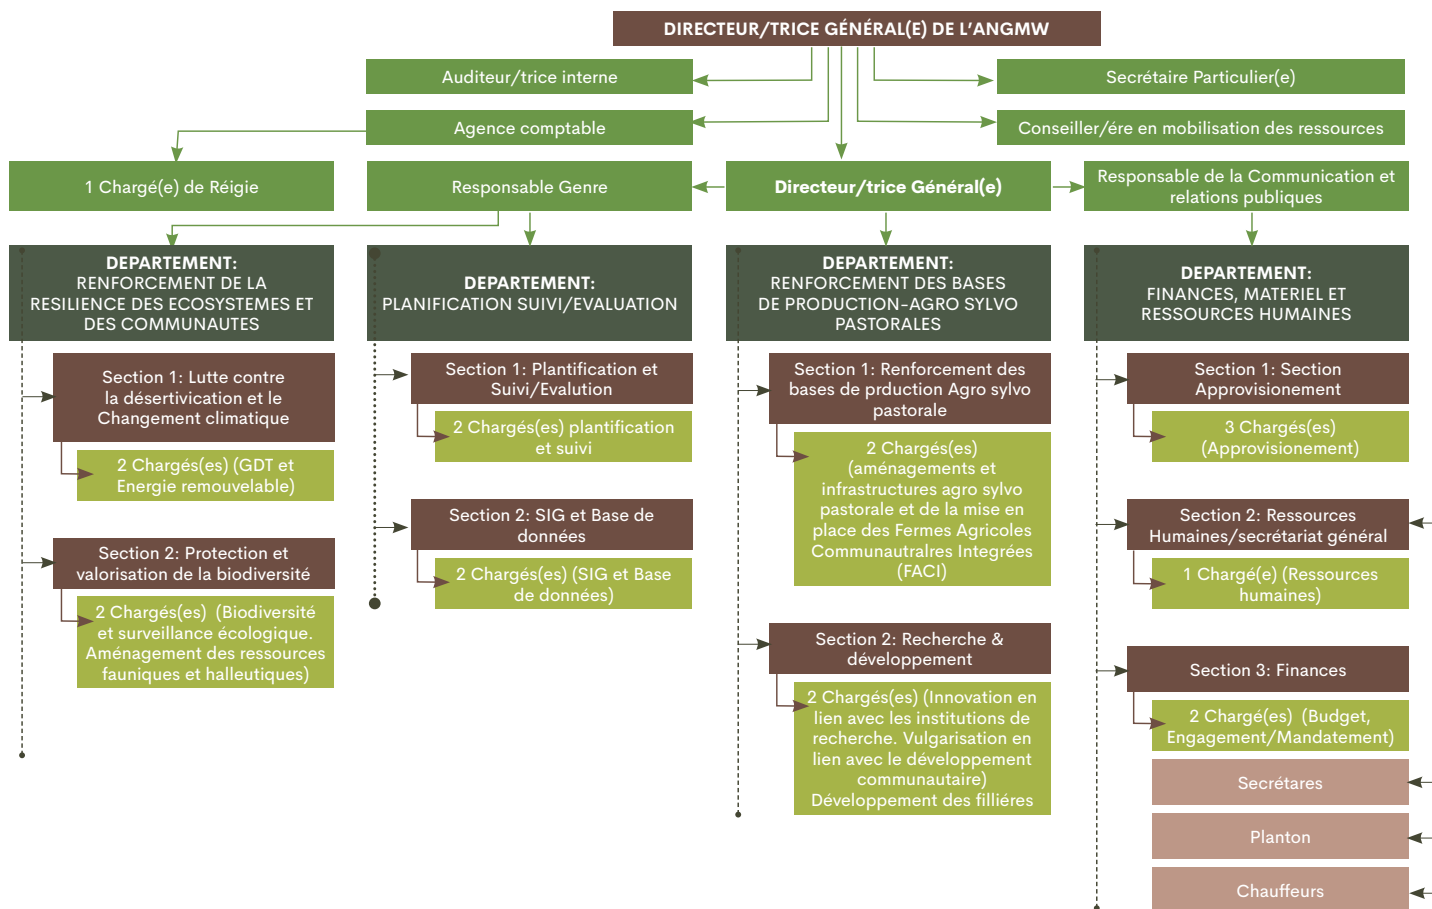 DIRECTEUR/TRICE GÉNÉRAL(E) DE L'ANGMW
Auditeur/trice interne
Secrétaire Particulier(e)
Agence comptable
Conseiller/ére en mobilisation des ressources
1 Chargé(e) de Réigie
Responsable Genre
Directeur/trice Général(e)
Responsable de la Communication et
relations publiques
DEPARTEMENT:
RENFORCEMENT DE LA
RESILIENCE DES ECOSYSTEMES ET
DES COMMUNAUTES
Section 1: Lutte contre
la désertivication et le
Changement climatique
2 Chargés(es) (GDT et
Energie remouvelable)
Section 2: Protection et
valorisation de la biodiversité
2 Chargés(es) (Biodiversité
et surveillance écologique.
Aménagement des ressources
fauniques et halleutiques)
DEPARTEMENT:
PLANIFICATION SUIVI/EVALUATION
Section 1: Plantification et
Suivi/Evalution
2 Chargés(es) plantification
et suivi
Section 2: SIG et Base de
données
2 Chargés(es) (SIG et Base
de données)
DEPARTEMENT:
RENFORCEMENT DES BASES
DE PRODUCTION-AGRO SYLVO
PASTORALES
Section 1: Renforcement des
bases de prduction Agro sylvo
pastorale
2 Chargés(es)
(aménagements et
infrastructures agro sylvo
pastorale et de la mise en
place des Fermes Agricoles
Communautralres Integrées
(FACI)
Section 2: Recherche &
développement
2 Chargés(es) (Innovation en
lien avec les institutions de
recherche. Vulgarisation en
lien avec le développement
communautaire)
Développement des filliéres
DEPARTEMENT:
FINANCES, MATERIEL ET
RESSOURCES HUMAINES
Section 1: Section
Approvisionement
3 Chargés(es)
(Approvisionement)
Section 2: Ressources
Humaines/secrétariat général
1 Chargé(e) (Ressources
humaines)
Section 3: Finances
2 Chargé(es) (Budget,
Engagement/Mandatement)
Secrétares
Planton
Chauffeurs